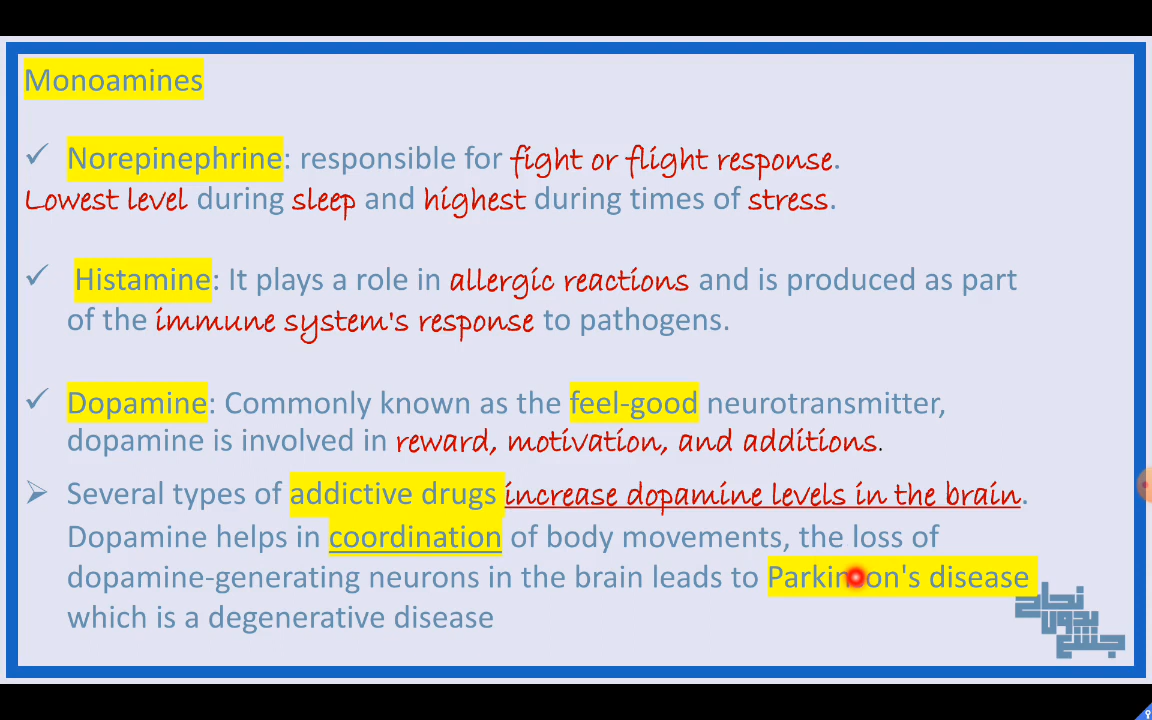 Monoamines
✓ Norepinephrine: responsible for fight or flight response.
Lowest level during sleep and highest during times of stress.
✓ Histamine: It plays a role in allergic reactions and is produced as part
of the immune system's response to pathogens.
✓ Dopamine: Commonly known as the feel-good neurotransmitter,
dopamine is involved in reward, motivation, and additions.
➢ Several types of addictive drugs increase dopamine levels in the brain.
Dopamine helps in coordination of body movements, the loss of
dopamine-generating neurons in the brain leads to Parkinson's disease
which is a degenerative disease
نجاح
بدون
جشع